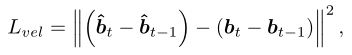 $L_{vel} = \left\| \left( \hat{\boldsymbol{b}}_t - \hat{\boldsymbol{b}}_{t-1} \right) - \left( \boldsymbol{b}_t - \boldsymbol{b}_{t-1} \right) \right\|^2,$